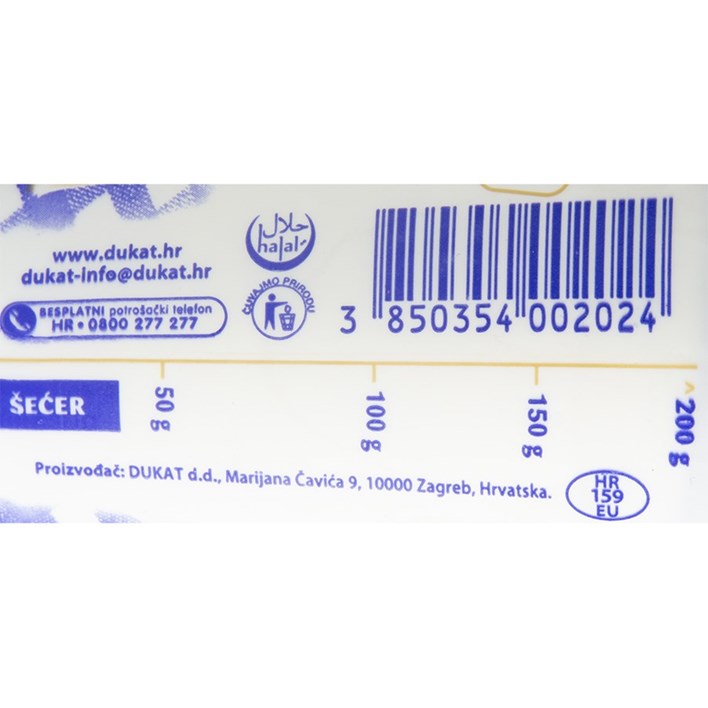 www.dukat.hr
dukat-info@dukat.hr
BESPLATNI potrošački telefon
HR • 0800 277 277
حلال
halal
ČUVAJMO PRIRODU
3 850354 002024
ŠEĆER
50 g
100 g
150 g
^ 200 g
Proizvođač: DUKAT d.d., Marijana Čavića 9, 10000 Zagreb, Hrvatska.
HR
159
EU